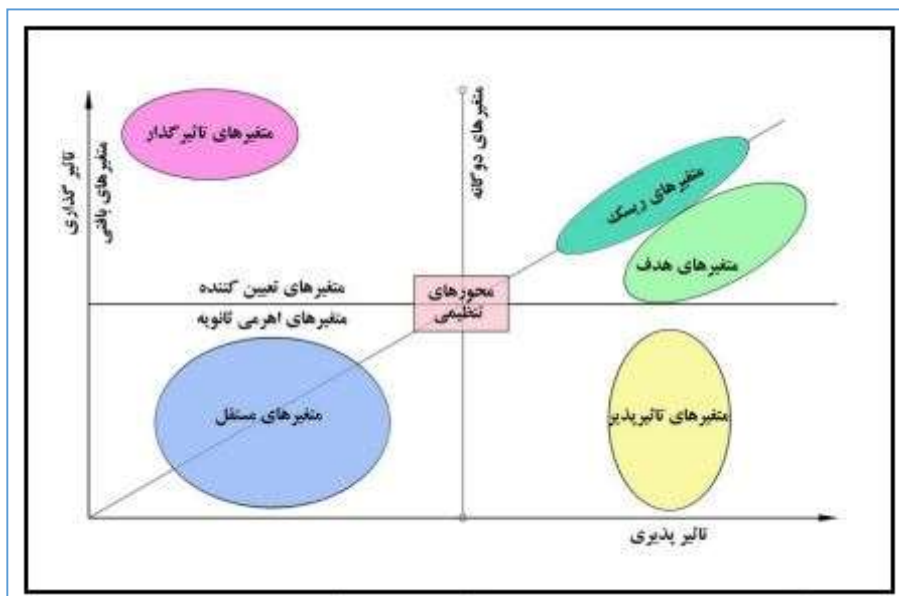 متغیرهای تاثیرگذار
متغیرهای دوگانه
تاثیر گذاری
متغیرهای بافتی
متغیرهای ریسک
متغیرهای هدف
متغیرهای تعیین کننده
محورهای
تنظیمی
متغیرهای اهرمی ثانویه
متغیرهای مستقل
متغیرهای تاثیرپذیر
تاثیر پذیری